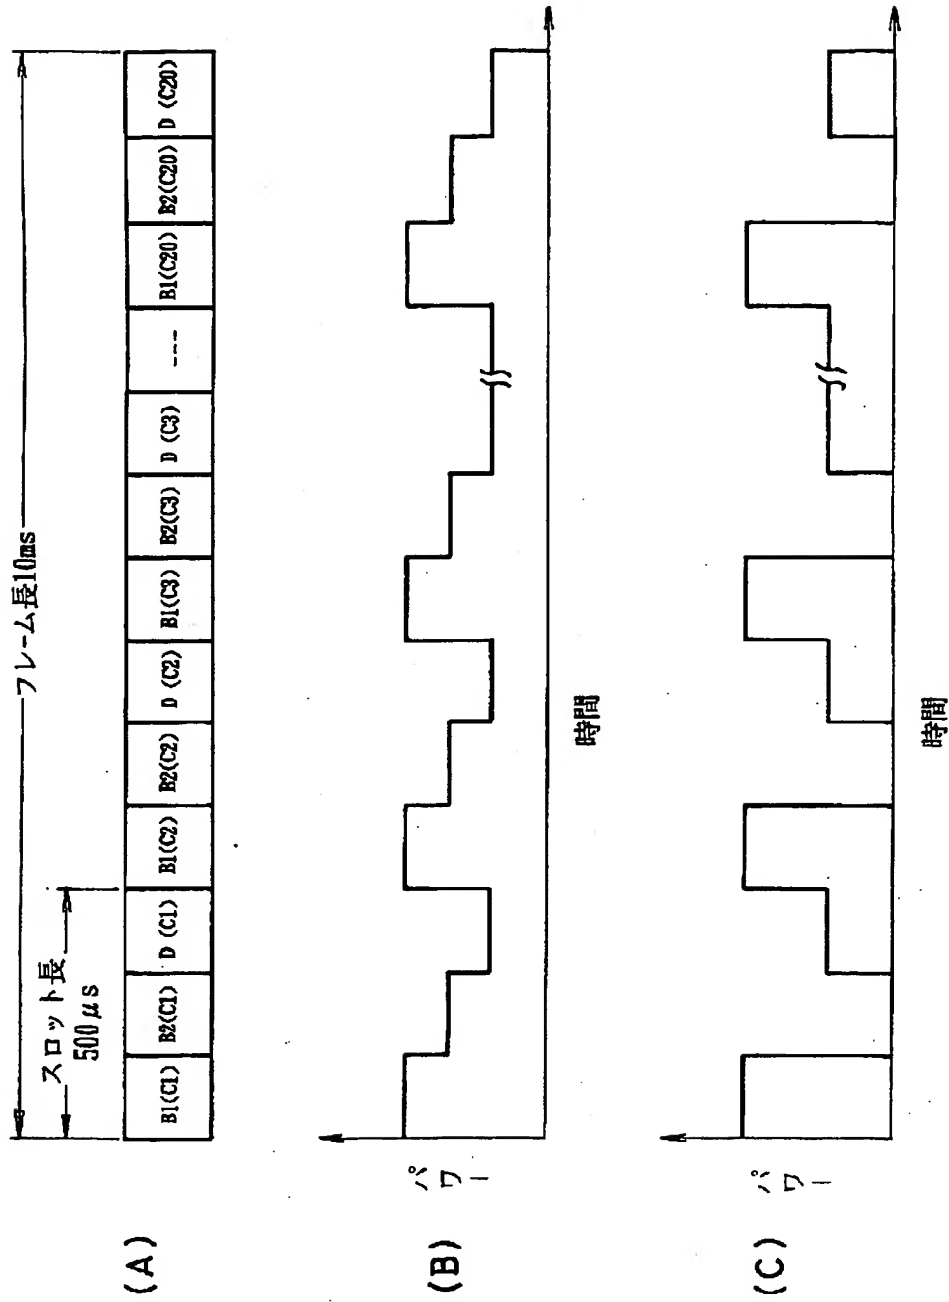 (A)
フレーム長10ms
スロット長
500μs
B1(C1) B2(C1) D(C1) B1(C2) B2(C2) D(C2) B1(C3) B2(C3) D(C3) --- B1(C20) B2(C20) D(C20)
(B)
パワー
時間
(C)
パワー
時間